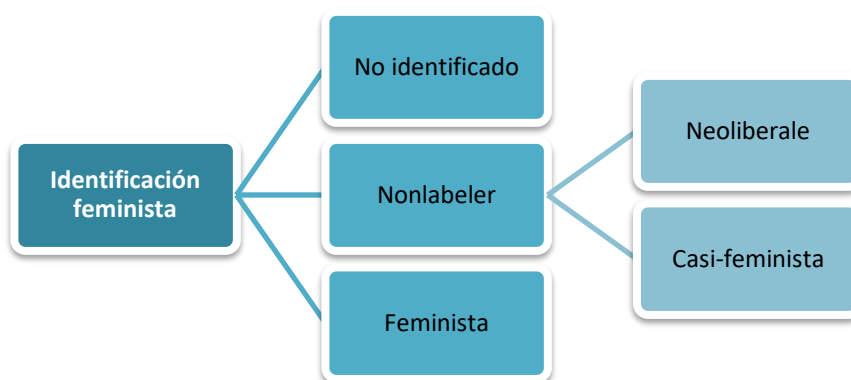 Identificación
feminista
No identificado
Nonlabeler
Feminista
Neoliberale
Casi-feminista